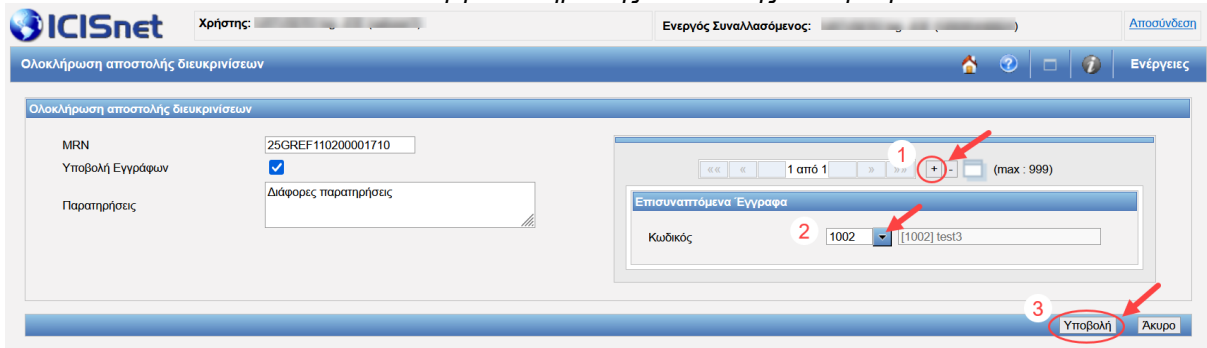 ICISnet
Χρήστης:
Ενεργός Συναλλασόμενος: )
Αποσύνδεση
Ολοκλήρωση αποστολής διευκρινίσεων
Ενέργειες
Ολοκλήρωση αποστολής διευκρινίσεων
MRN 25GREF110200001710
Υποβολή Εγγράφων
Παρατηρήσεις Διάφορες παρατηρήσεις
1
«« « 1 από 1 » »» + - (max : 999)
Επισυναπτόμενα Έγγραφα
2
Κωδικός 1002 [1002] test3
3
Υποβολή Άκυρο